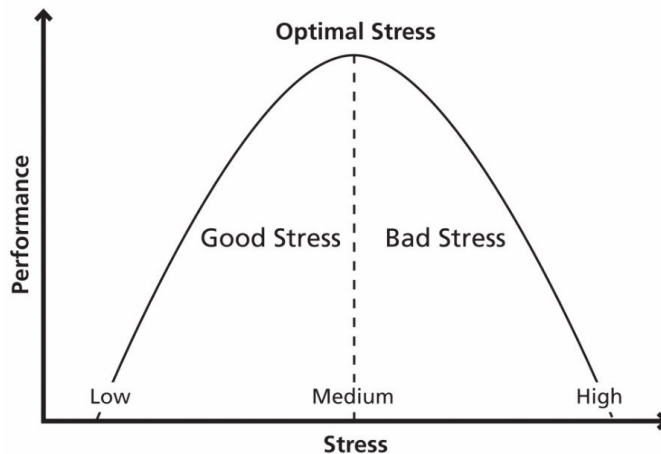 Optimal Stress
Performance
Good Stress
Bad Stress
Low
Medium
High
Stress